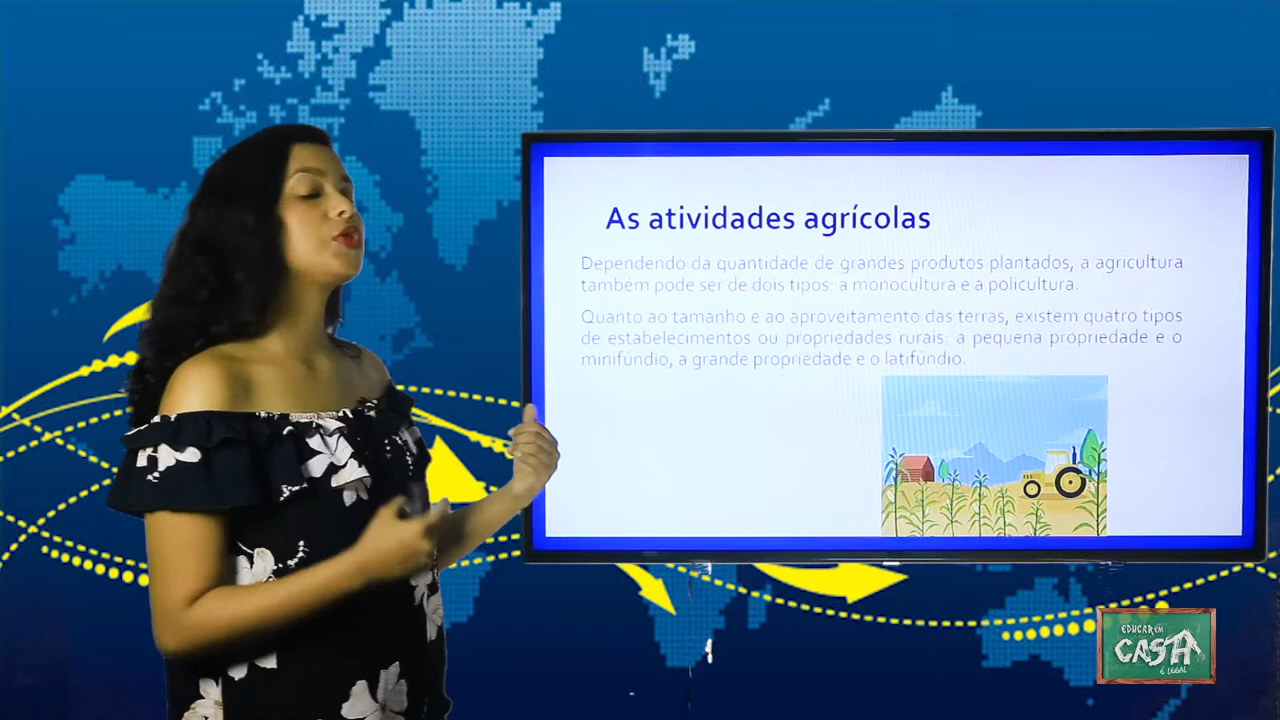 As atividades agrícolas
Dependendo da quantidade de grandes produtos plantados, a agricultura
também pode ser de dois tipos: a monocultura e a policultura.
Quanto ao tamanho e ao aproveitamento das terras, existem quatro tipos
de estabelecimentos ou propriedades rurais: a pequena propriedade e o
minifúndio, a grande propriedade e o latifúndio.
EDUCAR EM
CASA
É LEGAL